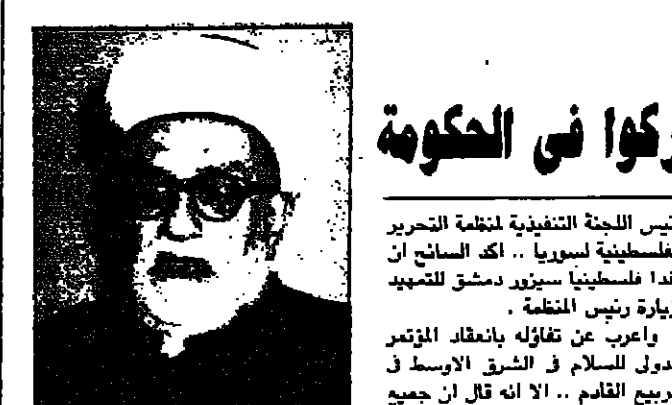 ركوا فى الحكومة
ئيس اللجنة التنفيذية لمنظمة التحرير
فلسطينية لسوريا .. اكد السائح ان
فدا فلسطينيا سيزور دمشق للتمهيد
زيارة رئيس المنظمة .
واعرب عن تفاؤله بانعقاد المؤتمر
دولى للسلام فى الشرق الاوسط فى
ربيع القادم .. الا انه قال ان جميع